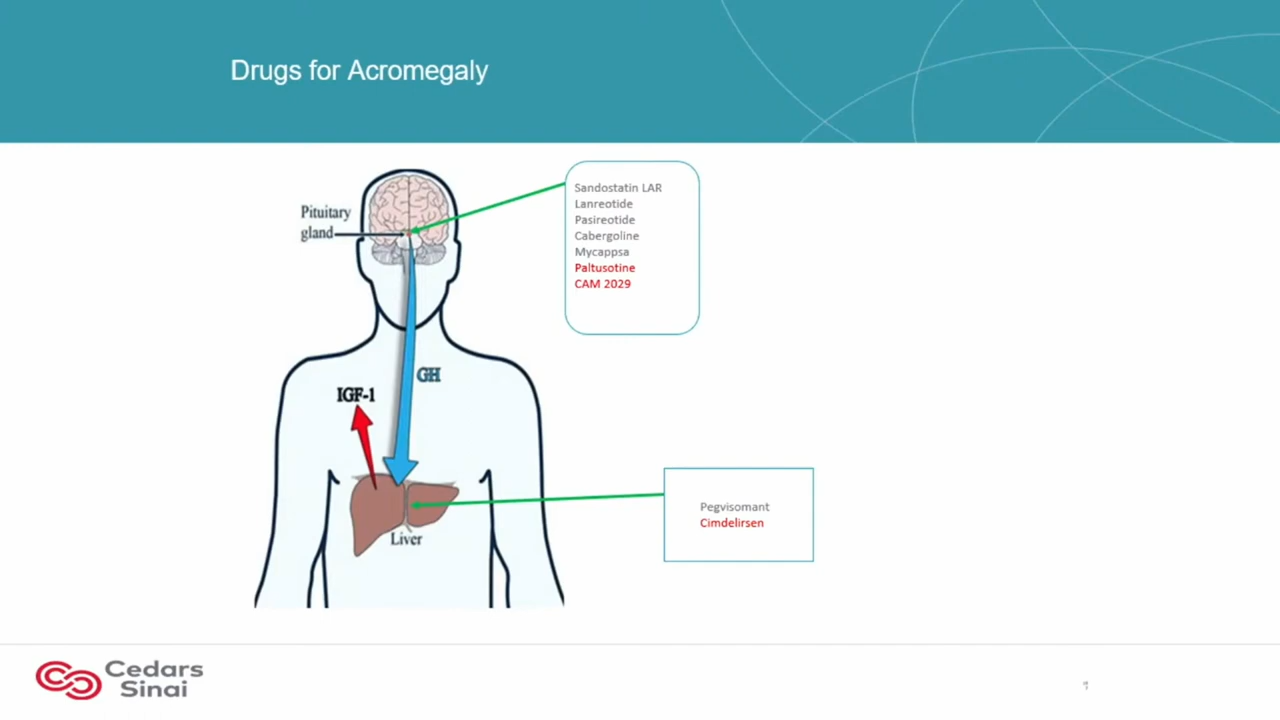 Drugs for Acromegaly
Pituitary
gland
Sandostatin LAR
Lanreotide
Pasireotide
Cabergoline
Mycappsa
Paltusotine
CAM 2029
GH
IGF-1
Liver
Pegvisomant
Cimdelirsen
Cedars
Sinai